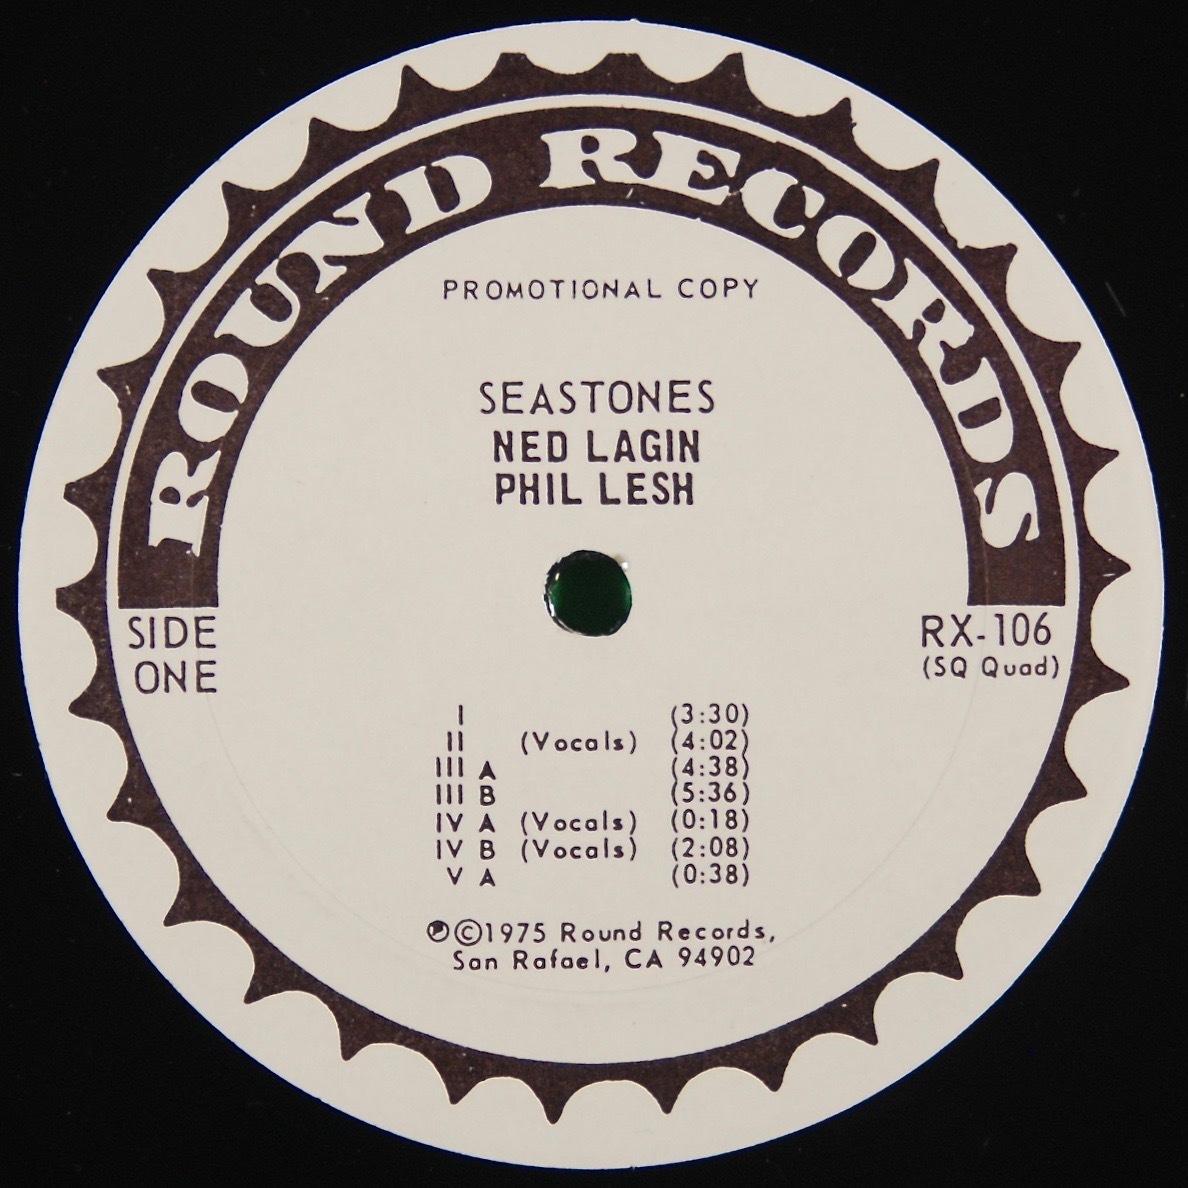 ROUND RECORDS
PROMOTIONAL COPY
SEASTONES
NED LAGIN
PHIL LESH
SIDE
ONE
RX-106
(SQ Quad)
I (3:30)
II (Vocals) (4:02)
III A (4:38)
III B (5:36)
IV A (Vocals) (0:18)
IV B (Vocals) (2:08)
V A (0:38)
℗©1975 Round Records,
San Rafael, CA 94902